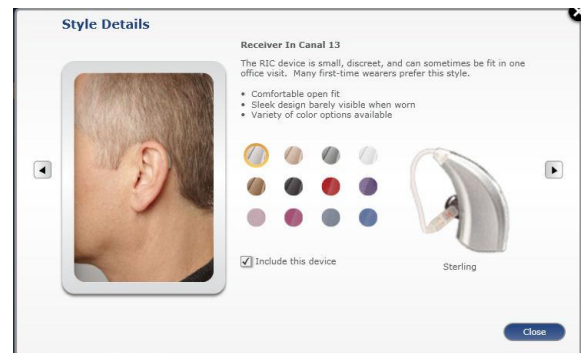 Style Details
Receiver In Canal 13
The RIC device is small, discreet, and can sometimes be fit in one
office visit. Many first-time wearers prefer this style.
• Comfortable open fit
• Sleek design barely visible when worn
• Variety of color options available
Include this device
Sterling
Close